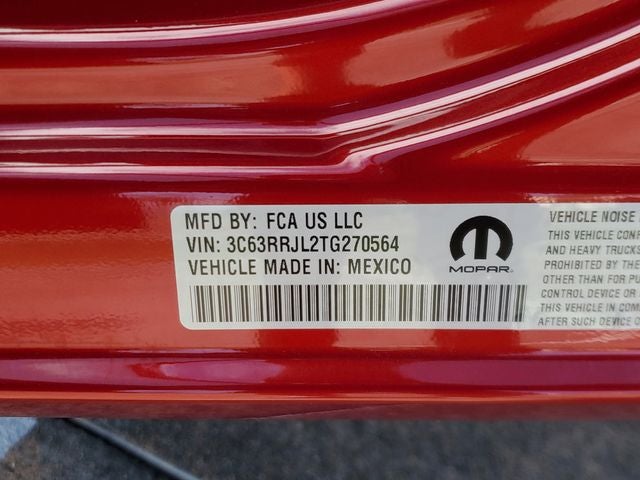 MFD BY: FCA US LLC
VIN: 3C63RRJL2TG270564
VEHICLE MADE IN: MEXICO
MOPAR
VEHICLE NOISE
THIS VEHICLE CONF
AND HEAVY TRUCKS
PROHIBITED BY THE
OTHER THAN FOR PU
CONTROL DEVICE OR
THIS VEHICLE IN COM
AFTER SUCH DEVICE O